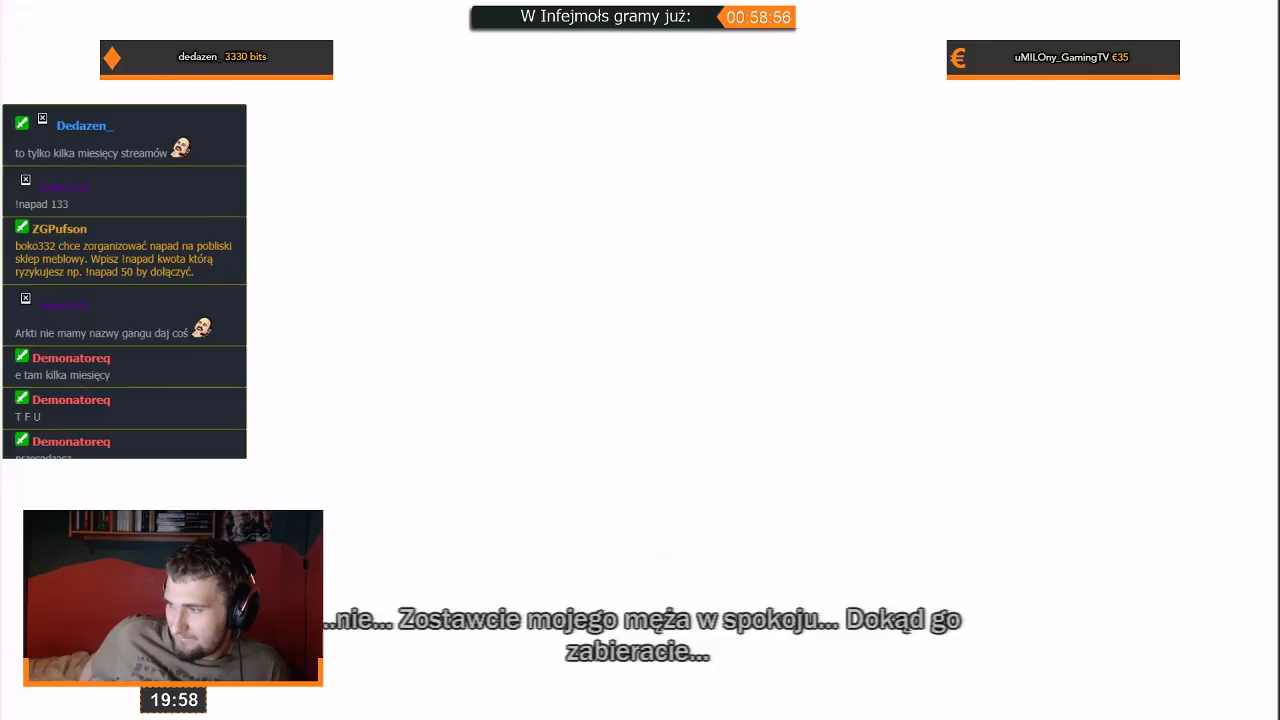 W Infejmołs gramy już: 00:58:56
dedazen_ 3330 bits
€ uMILOny_GamingTV €35
Dedazen_
to tylko kilka miesięcy streamów
!napad 133
ZGPufson
boko332 chce zorganizować napad na pobliski
sklep meblowy. Wpisz !napad kwota którą
ryzykujesz np. !napad 50 by dołączyć.
Arkti nie mamy nazwy gangu daj coś
Demonatoreq
e tam kilka miesięcy
Demonatoreq
T F U
Demonatoreq
..nie... Zostawcie mojego męża w spokoju... Dokąd go
zabieracie...
19:58